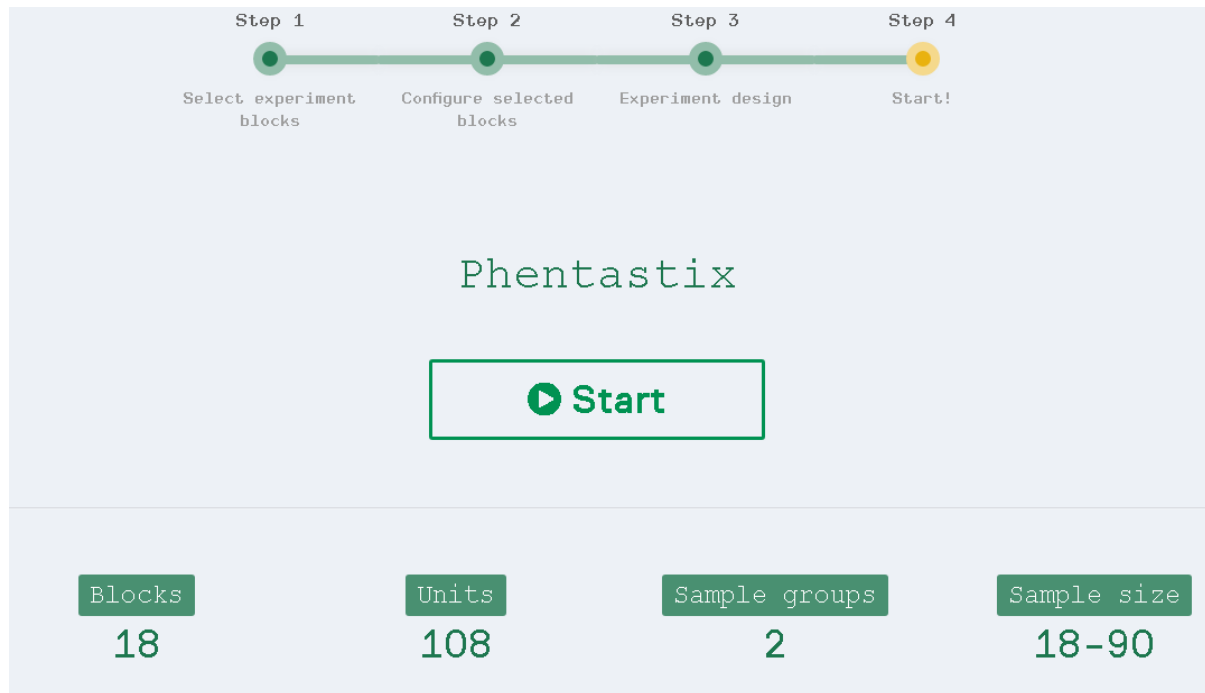 Step 1 Step 2 Step 3 Step 4
Select experiment blocks
Configure selected blocks
Experiment design
Start!
Phentastix
Start
Blocks Units Sample groups Sample size
18 108 2 18-90